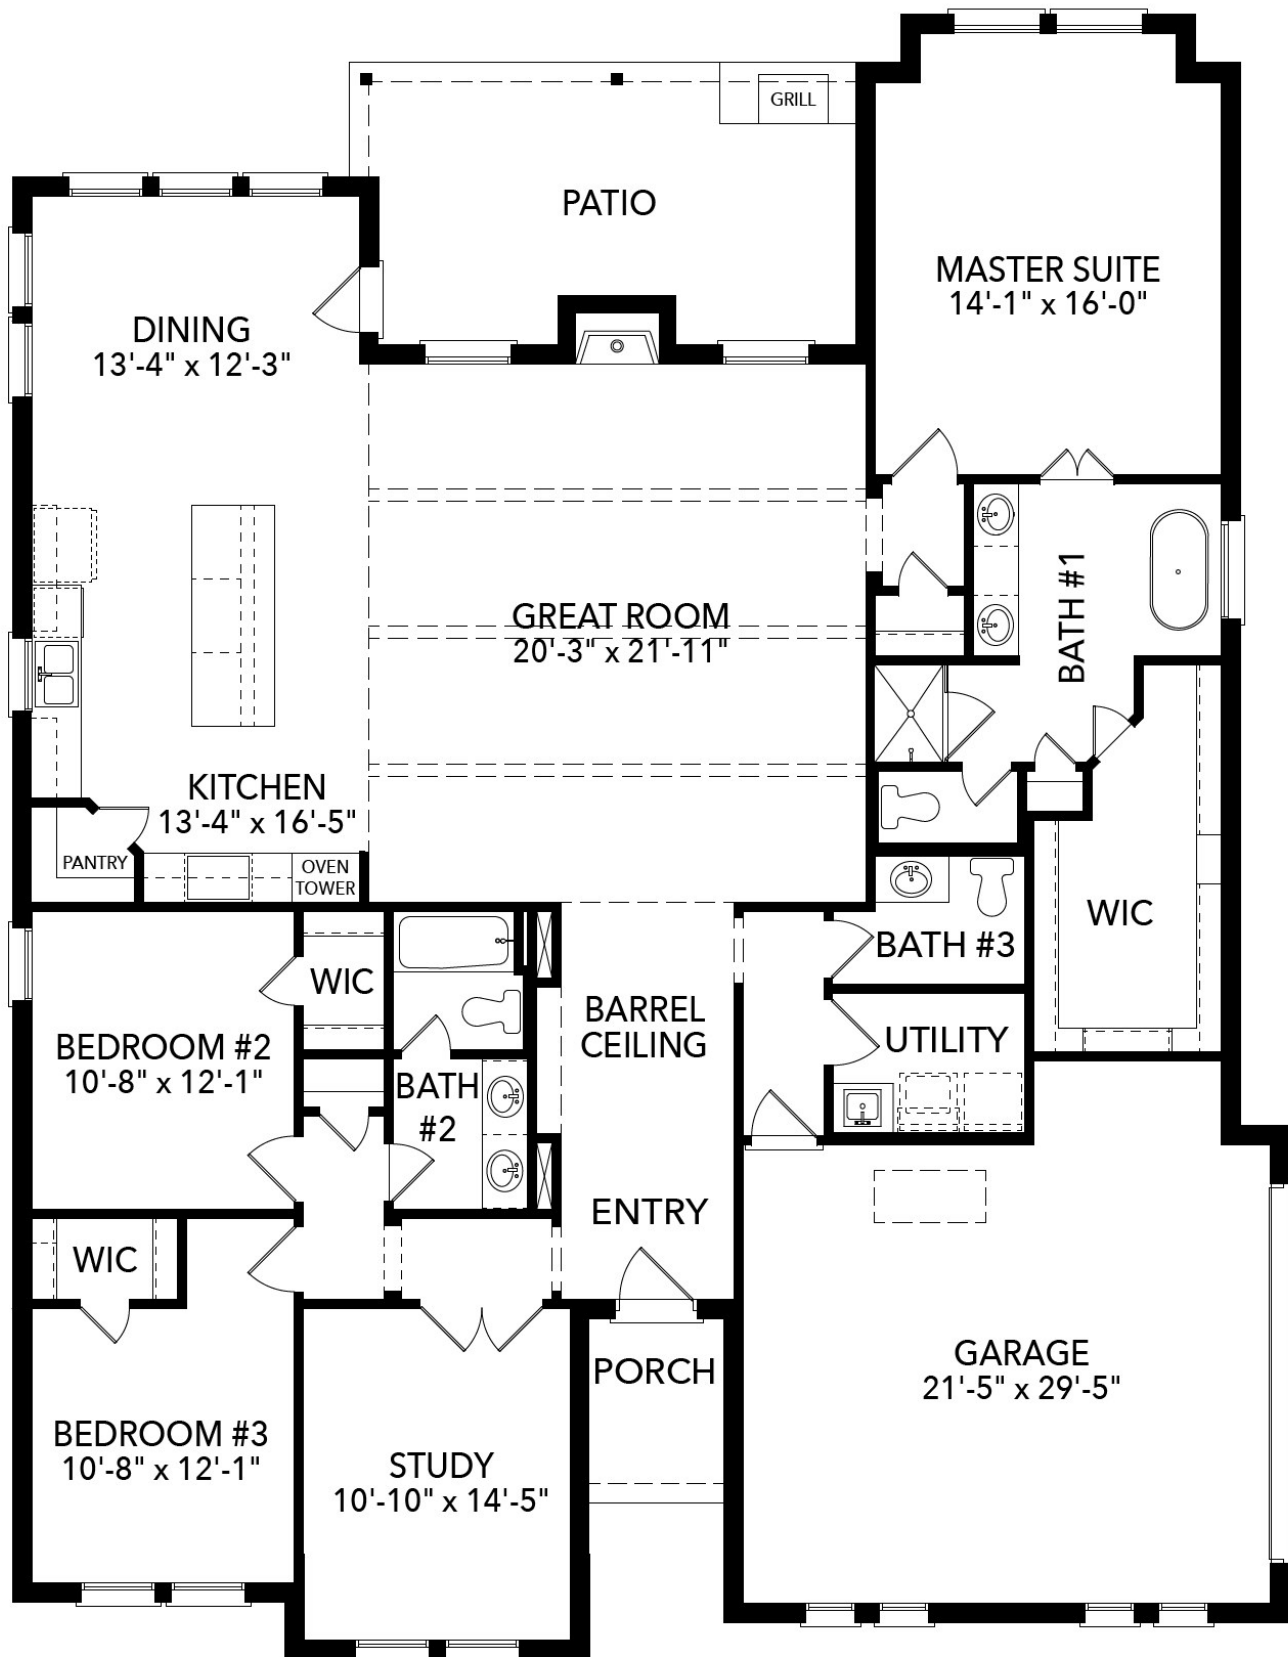 GRILL
PATIO
MASTER SUITE
14'-1" x 16'-0"
DINING
13'-4" x 12'-3"
GREAT ROOM
20'-3" x 21'-11"
BATH #1
KITCHEN
13'-4" x 16'-5"
PANTRY
OVEN
TOWER
WIC
BATH #3
WIC
BARREL
CEILING
UTILITY
BEDROOM #2
10'-8" x 12'-1"
BATH
#2
ENTRY
WIC
GARAGE
21'-5" x 29'-5"
PORCH
BEDROOM #3
10'-8" x 12'-1"
STUDY
10'-10" x 14'-5"